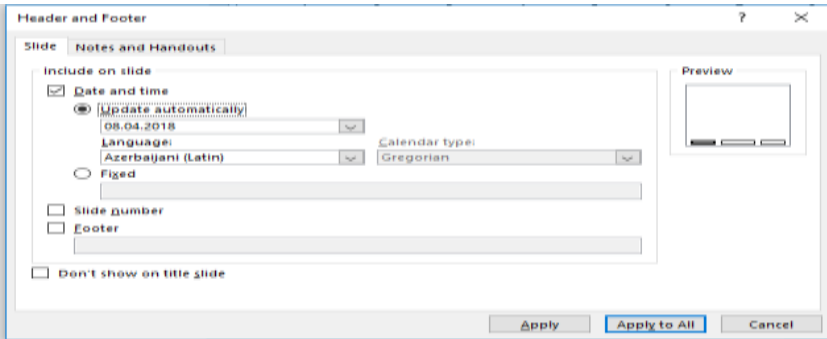 Header and Footer
Slide Notes and Handouts
Include on slide
Preview
Date and time
Update automatically
08.04.2018
Language: Calendar type:
Azerbaijani (Latin) Gregorian
Fixed
Slide number
Footer
Don't show on title slide
Apply Apply to All Cancel